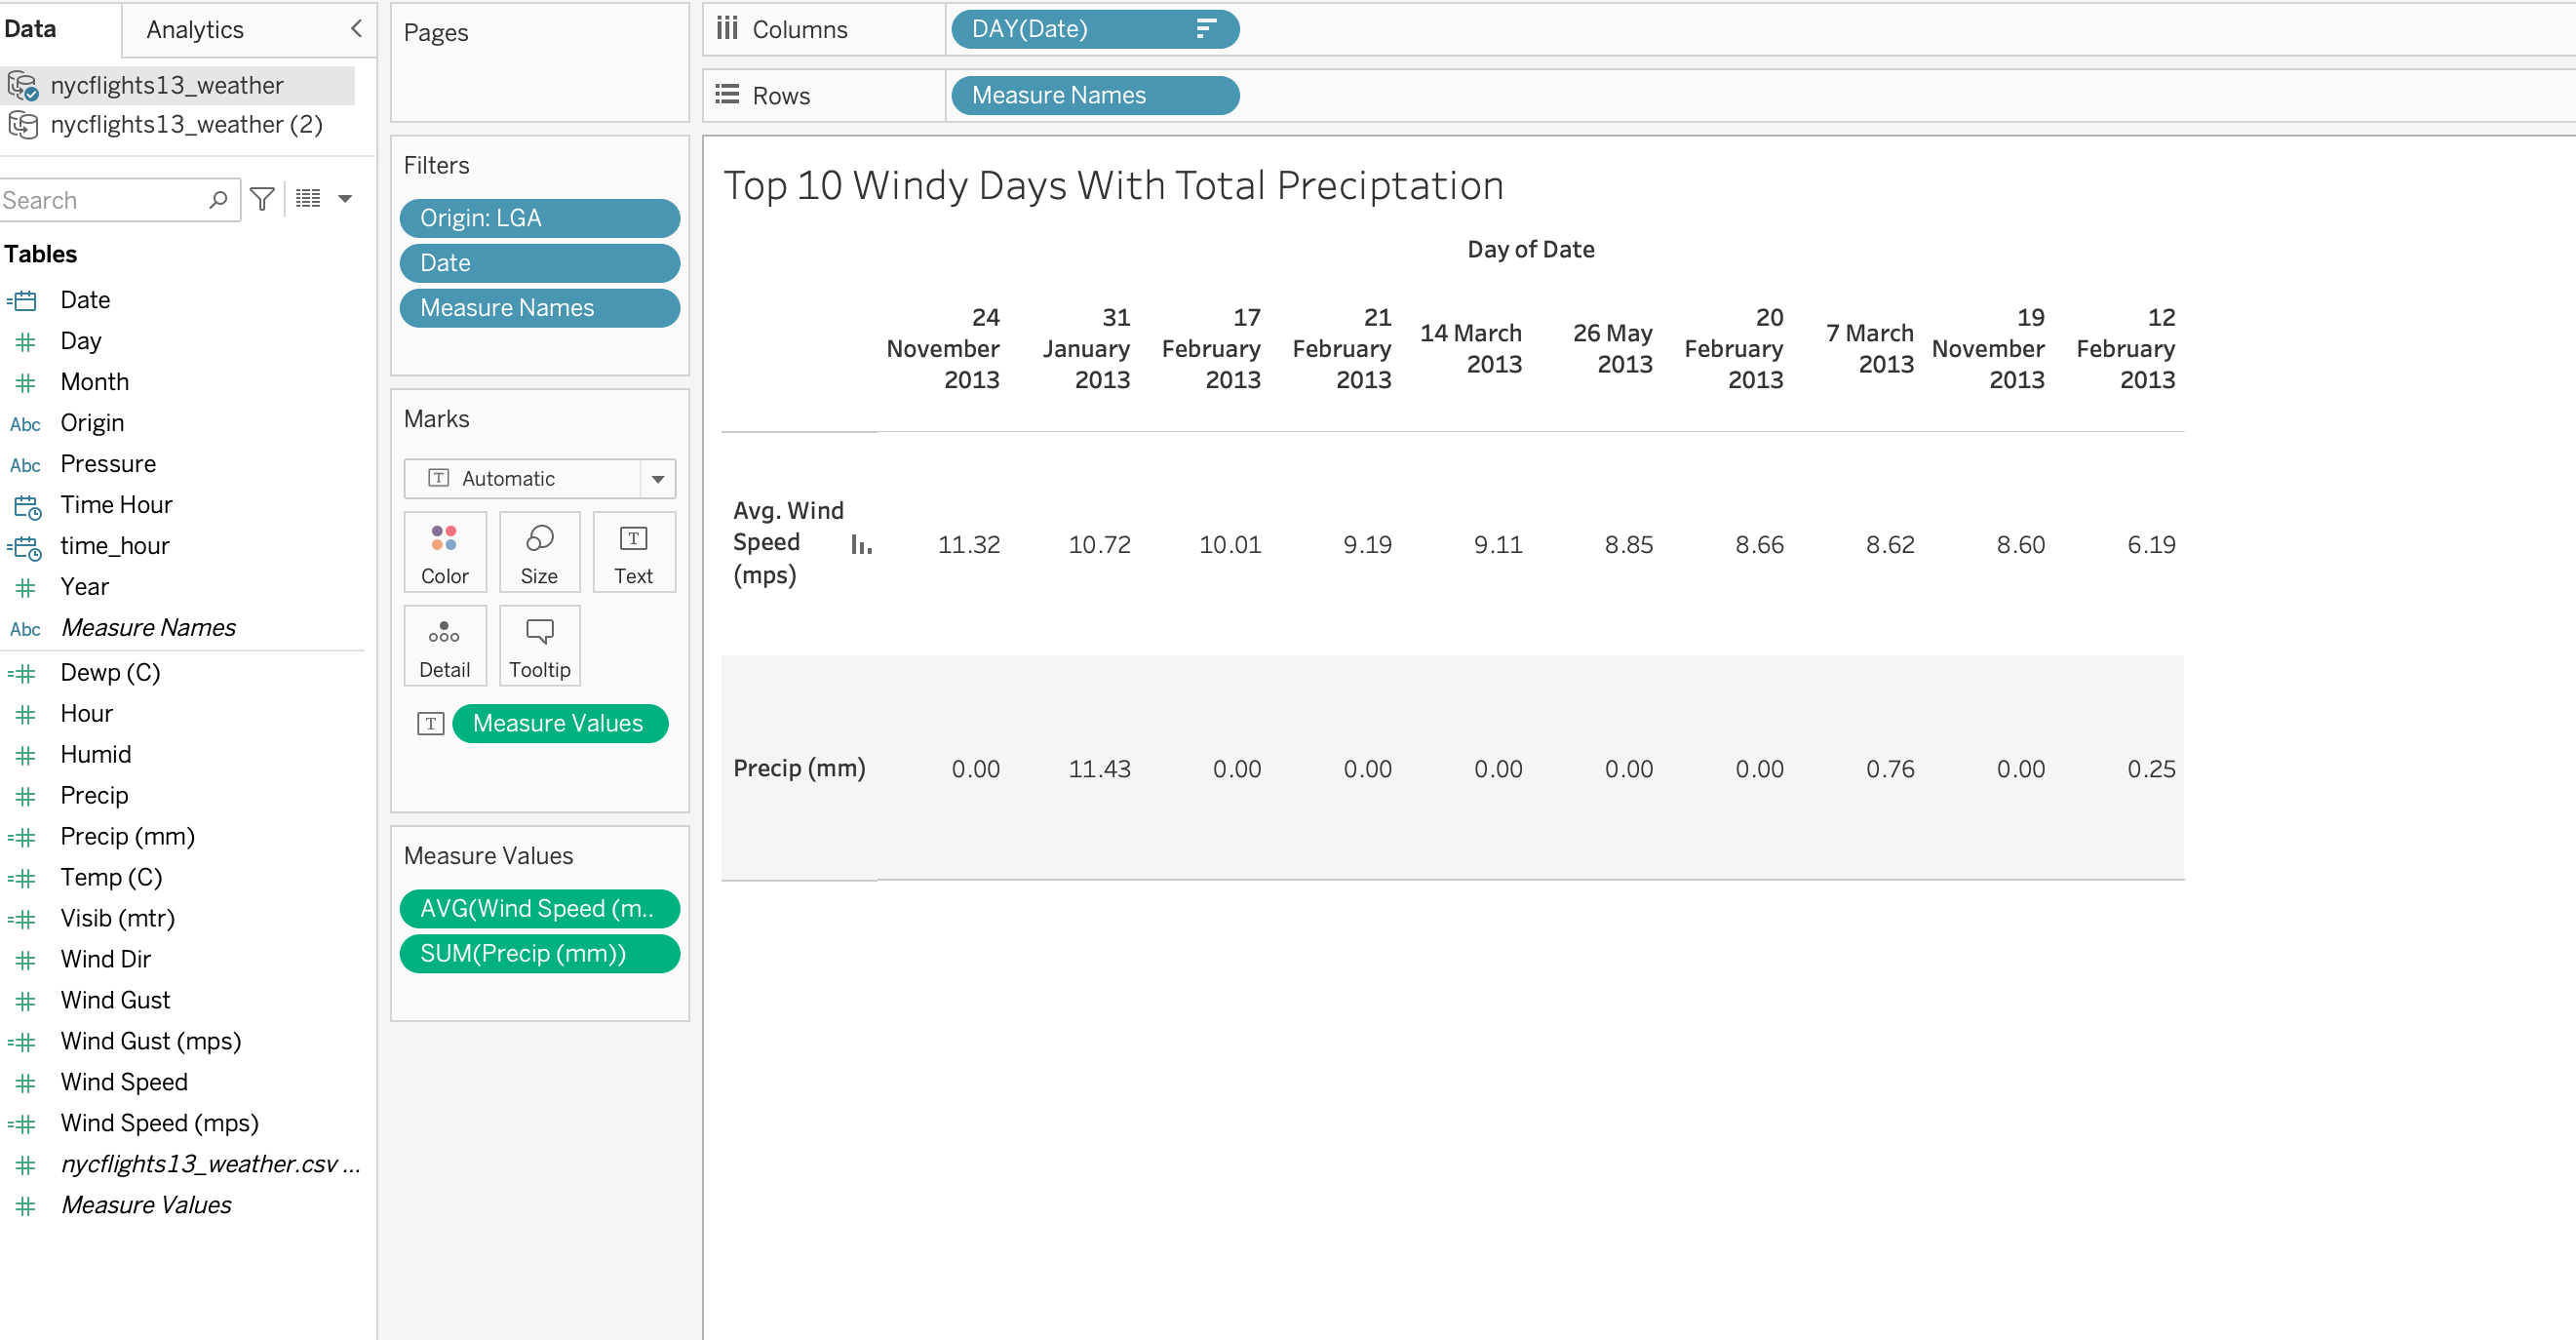 Data
Analytics
nycflights13_weather
nycflights13_weather (2)
Search
Tables
Date
Day
Month
Abc Origin
Abc Pressure
Time Hour
time_hour
Year
Abc Measure Names
Dewp (C)
Hour
Humid
Precip
Precip (mm)
Temp (C)
Visib (mtr)
Wind Dir
Wind Gust
Wind Gust (mps)
Wind Speed
Wind Speed (mps)
nycflights13_weather.csv ...
Measure Values
Pages
Filters
Origin: LGA
Date
Measure Names
Marks
T Automatic
Color Size T Text
Detail Tooltip
T Measure Values
Measure Values
AVG(Wind Speed (m..
SUM(Precip (mm))
Columns DAY(Date)
Rows Measure Names
Top 10 Windy Days With Total Preciptation
Day of Date
24 31 17 21 14 March 26 May 20 7 March 19 12
November January February February 2013 2013 February 2013 November February
2013 2013 2013 2013 2013 2013 2013
Avg. Wind
Speed 11.32 10.72 10.01 9.19 9.11 8.85 8.66 8.62 8.60 6.19
(mps)
Precip (mm) 0.00 11.43 0.00 0.00 0.00 0.00 0.00 0.76 0.00 0.25